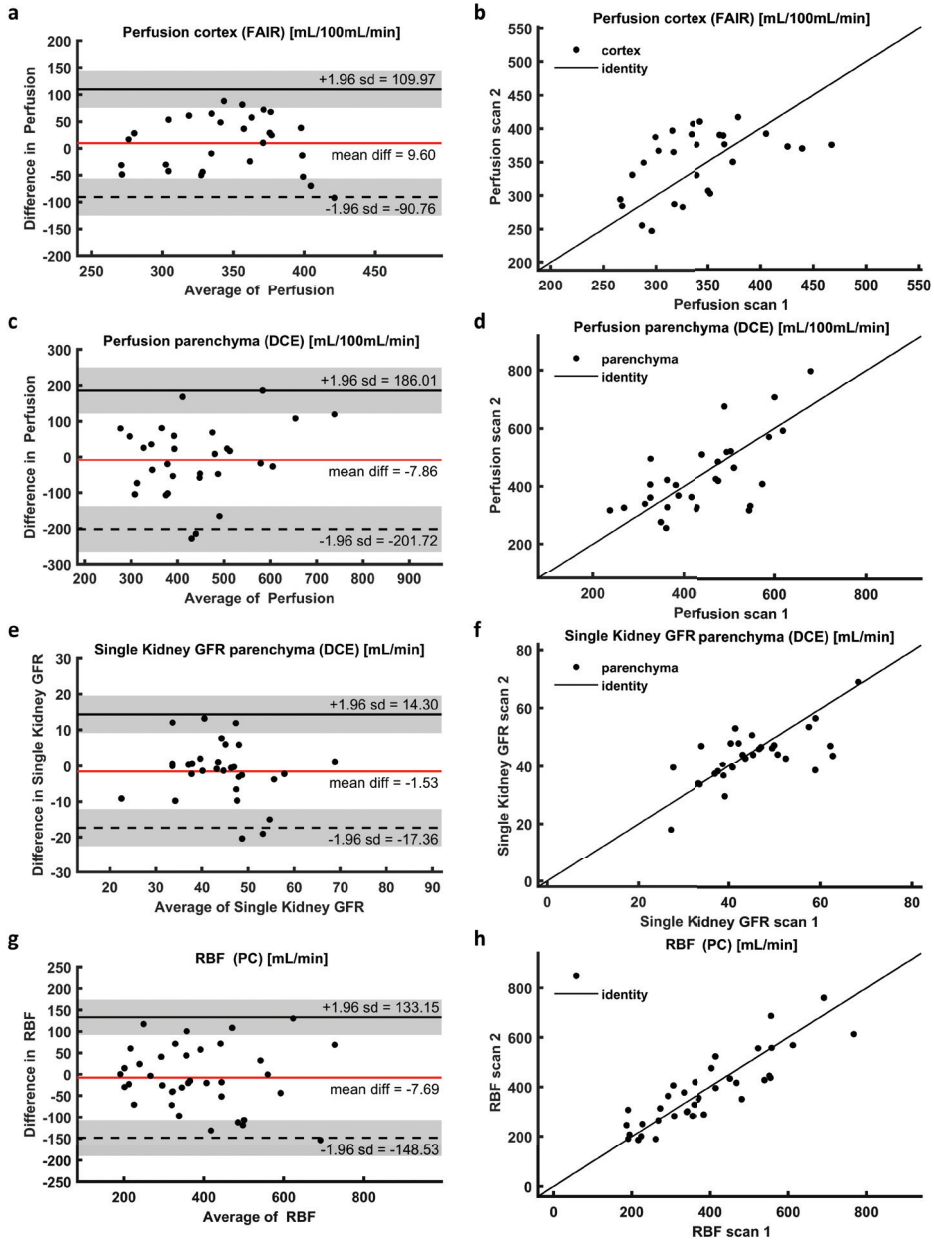 a
Perfusion cortex (FAIR) [mL/100mL/min]
Difference in Perfusion
200
150
100
50
0
-50
-100
-150
-200
+1.96 sd = 109.97
mean diff = 9.60
-1.96 sd = -90.76
250 300 350 400 450
Average of Perfusion
b
Perfusion cortex (FAIR) [mL/100mL/min]
Perfusion scan 2
550
500
450
400
350
300
250
200
cortex
identity
200 250 300 350 400 450 500 550
Perfusion scan 1
c
Perfusion parenchyma (DCE) [mL/100mL/min]
Difference in Perfusion
300
200
100
0
-100
-200
-300
+1.96 sd = 186.01
mean diff = -7.86
-1.96 sd = -201.72
200 300 400 500 600 700 800 900
Average of Perfusion
d
Perfusion parenchyma (DCE) [mL/100mL/min]
Perfusion scan 2
800
600
400
200
parenchyma
identity
200 400 600 800
Perfusion scan 1
e
Single Kidney GFR parenchyma (DCE) [mL/min]
Difference in Single Kidney GFR
30
20
10
0
-10
-20
-30
+1.96 sd = 14.30
mean diff = -1.53
-1.96 sd = -17.36
20 30 40 50 60 70 80 90
Average of Single Kidney GFR
f
Single Kidney GFR parenchyma (DCE) [mL/min]
Single Kidney GFR scan 2
80
60
40
20
0
parenchyma
identity
0 20 40 60 80
Single Kidney GFR scan 1
g
RBF (PC) [mL/min]
Difference in RBF
250
200
150
100
50
0
-50
-100
-150
-200
-250
+1.96 sd = 133.15
mean diff = -7.69
-1.96 sd = -148.53
200 400 600 800
Average of RBF
h
RBF (PC) [mL/min]
RBF scan 2
800
600
400
200
0
identity
0 200 400 600 800
RBF scan 1